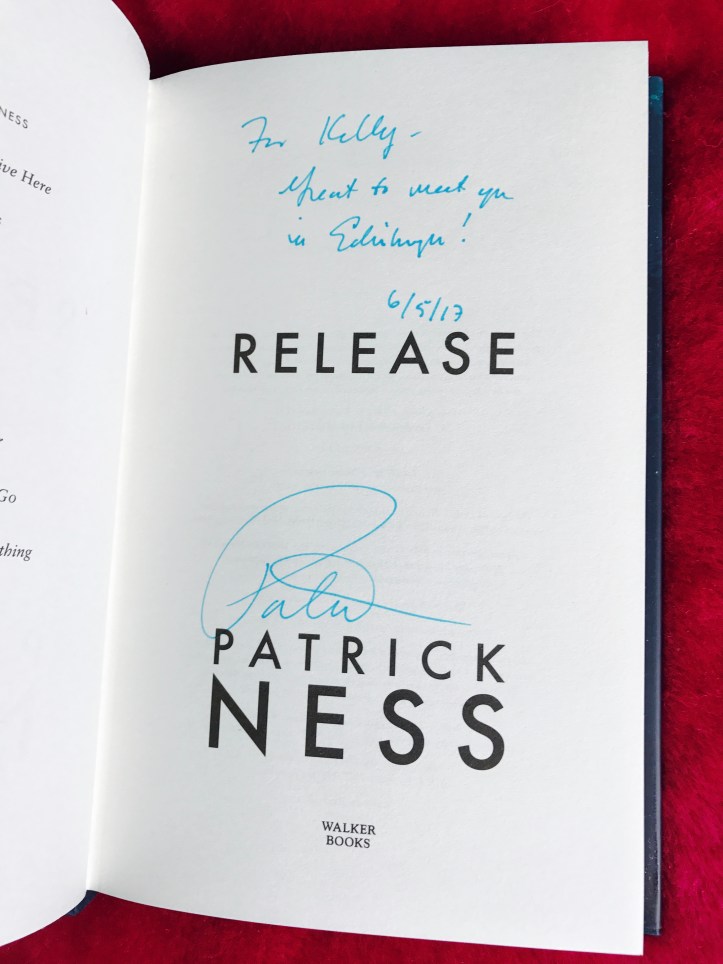 NESS
ive Here
Go
thing
For Kelly –
Great to meet you
in Edinburgh!
6/5/17
RELEASE
Patrick
PATRICK
NESS
WALKER
BOOKS